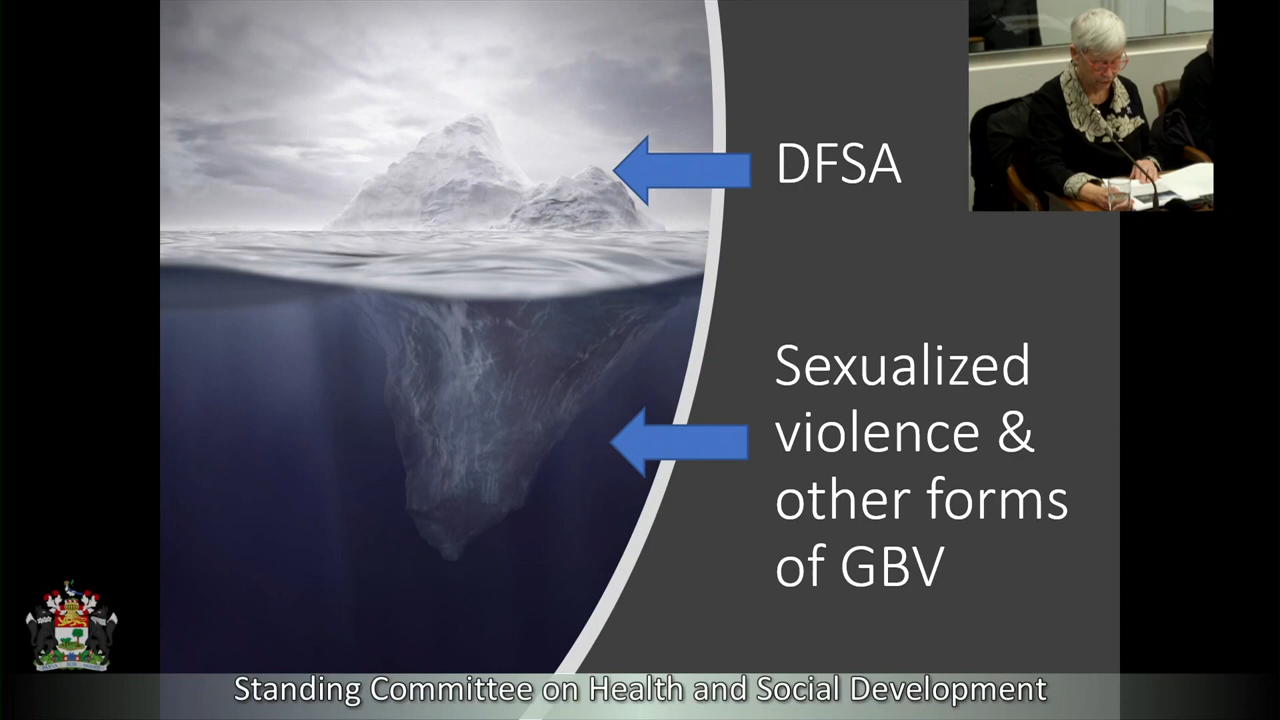 DFSA
Sexualized
violence &
other forms
of GBV
Standing Committee on Health and Social Development